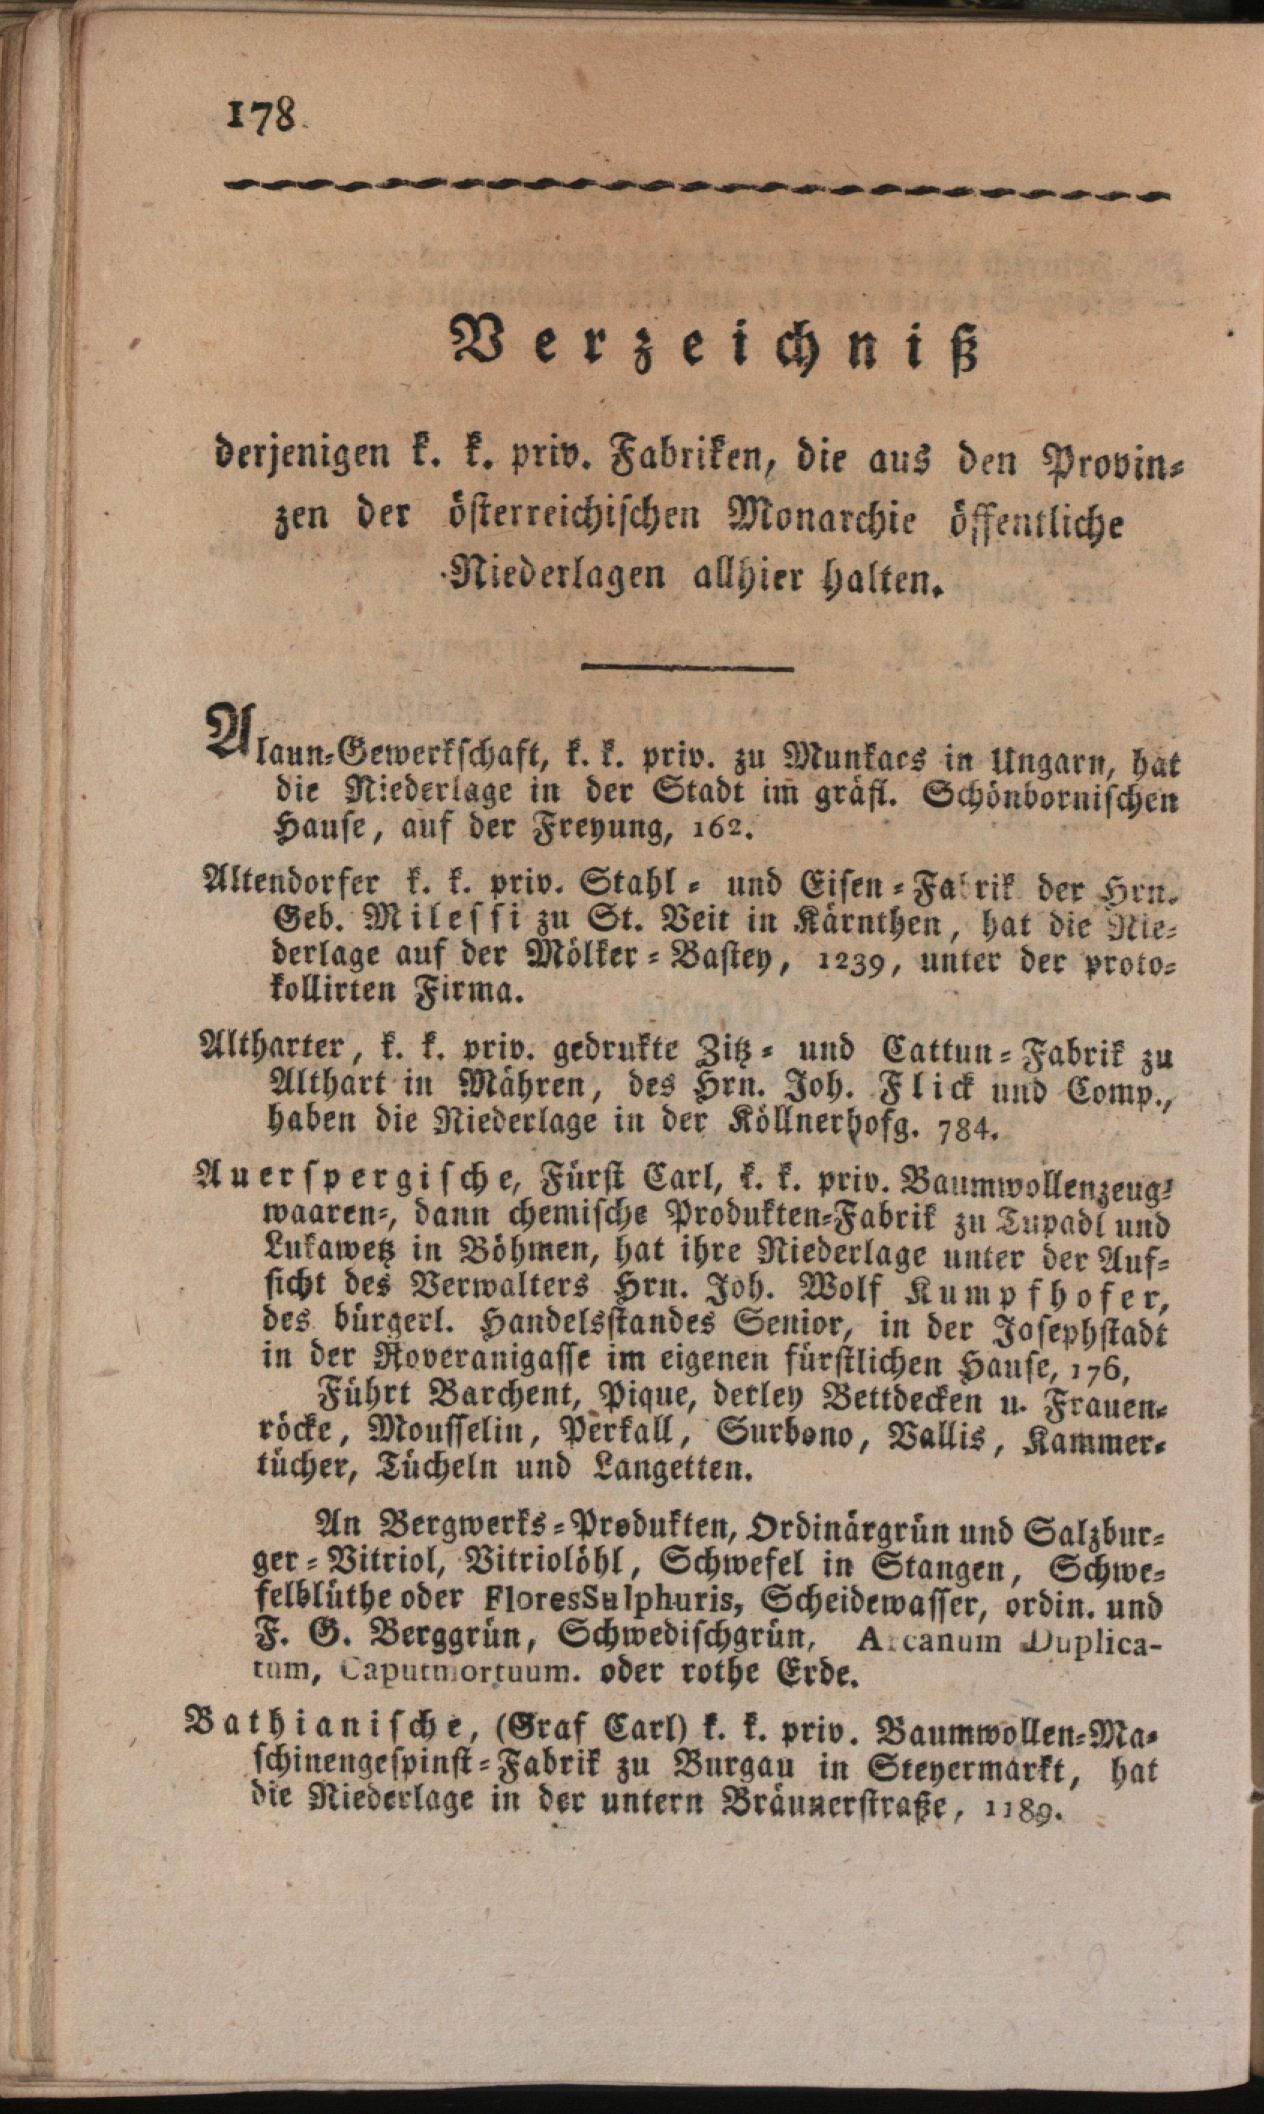 178
Verzeichniß
derjenigen k. k. priv. Fabriken, die aus den Provin-
zen der österreichischen Monarchie öffentliche
Niederlagen allhier halten.
Alaun-Gewerkschaft, k. k. priv. zu Munkacs in Ungarn, hat
die Niederlage in der Stadt im̄ gräfl. Schönbornischen
Hause, auf der Freyung, 162.
Altendorfer k. k. priv. Stahl- und Eisen-Fabrik der Hrn.
Geb. Milessi zu St. Veit in Kärnthen, hat die Nie-
derlage auf der Mölker-Bastey, 1239, unter der proto-
kollirten Firma.
Altharter, k. k. priv. gedrukte Zitz- und Cattun-Fabrik zu
Althart in Mähren, des Hrn. Joh. Flick und Comp.,
haben die Niederlage in der Köllnerhofg. 784.
Auerspergische, Fürst Carl, k. k. priv. Baumwollenzeug-
waaren-, dann chemische Produkten-Fabrik zu Tupadl und
Lukawetz in Böhmen, hat ihre Niederlage unter der Auf-
sicht des Verwalters Hrn. Joh. Wolf Kumpfhofer,
des bürgerl. Handelsstandes Senior, in der Josephstadt
in der Roveranigasse im eigenen fürstlichen Hause, 176,
Führt Barchent, Pique, derley Bettdecken u. Frauen-
röcke, Mousselin, Perkall, Surbono, Vallis, Kammer-
tücher, Tücheln und Langetten.
An Bergwerks-Produkten, Ordinärgrün und Salzbur-
ger-Vitriol, Vitriolöhl, Schwefel in Stangen, Schwe-
felblüthe oder FloresSulphuris, Scheidewasser, ordin. und
F. G. Berggrün, Schwedischgrün, Arcanum Duplica-
tum, Caputmortuum. oder rothe Erde.
Bathianische, (Graf Carl) k. k. priv. Baumwollen-Ma-
schinengespinst-Fabrik zu Burgau in Steyermarkt, hat
die Niederlage in der untern Bräunerstraße, 1189.